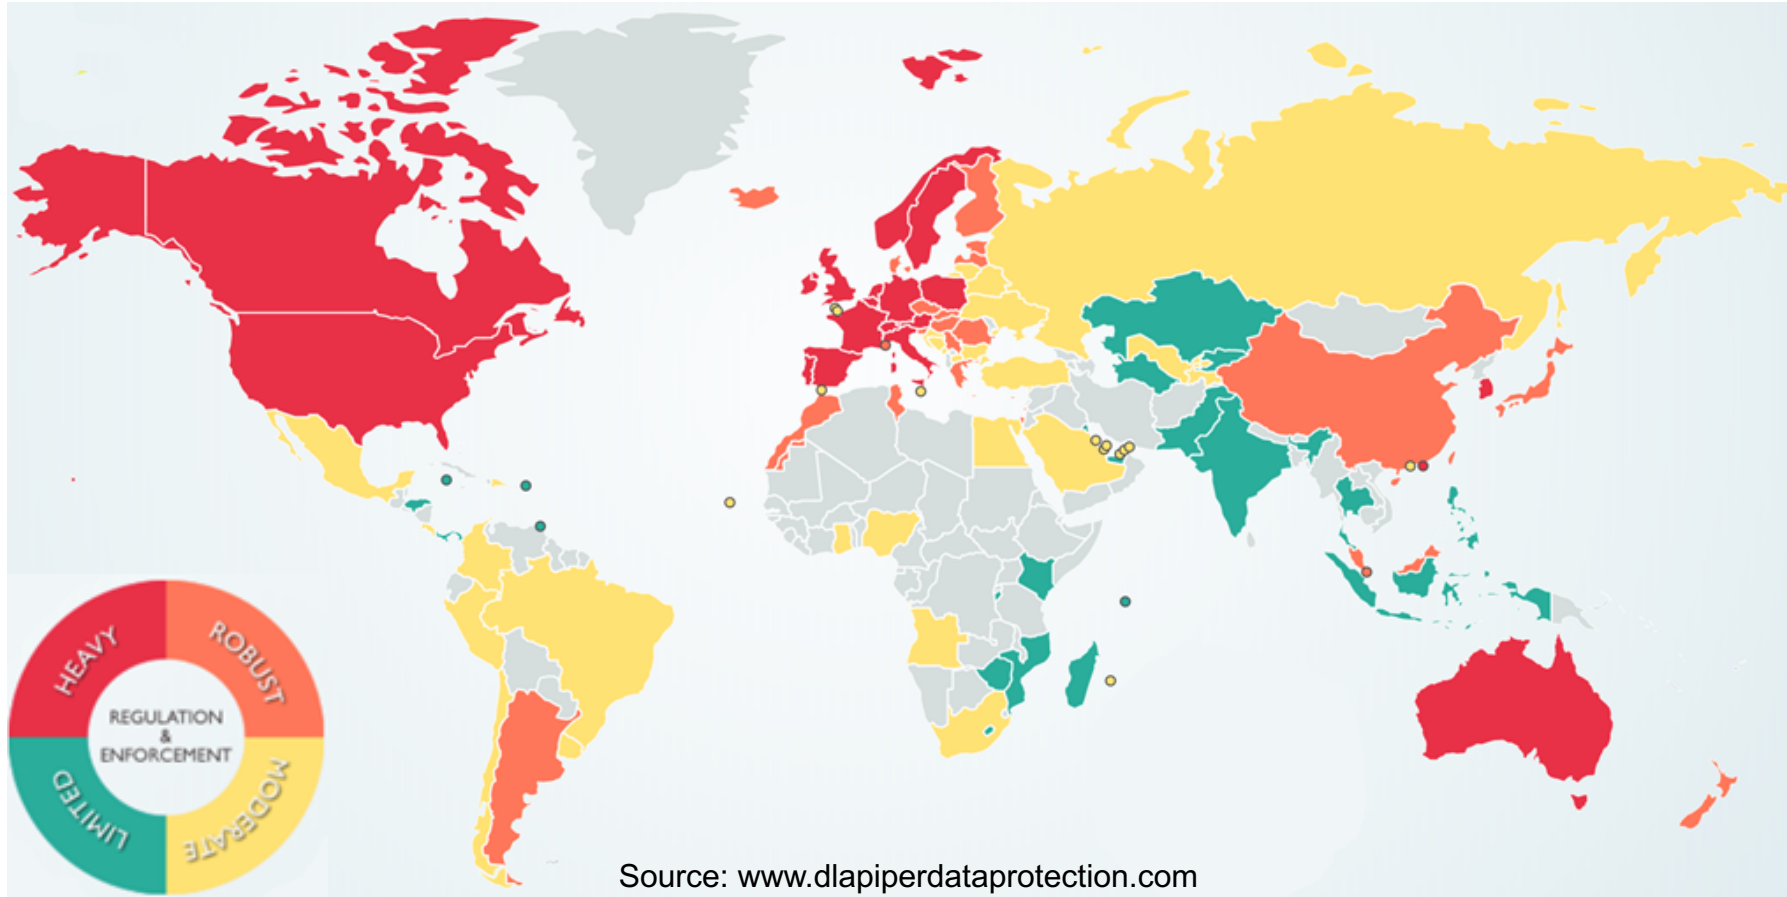 HEAVY
ROBUST
REGULATION
&
ENFORCEMENT
LIMITED
MODERATE
Source: www.dlapiperdataprotection.com